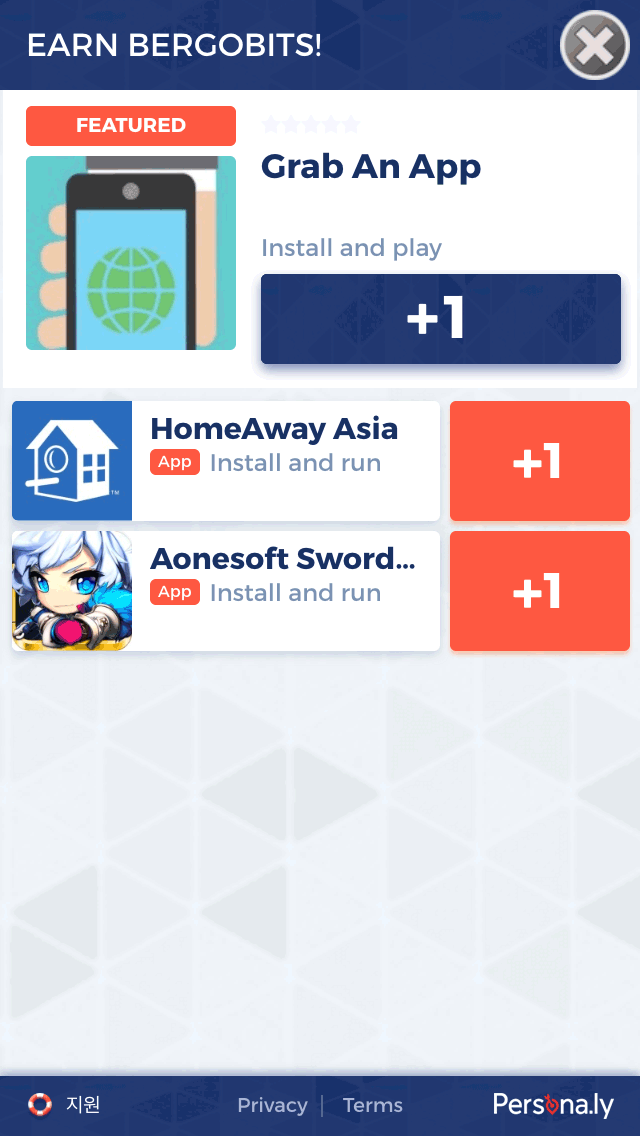 EARN BERGOBITS!
FEATURED
Grab An App
Install and play
+1
HomeAway Asia
App Install and run
+1
TM
Aonesoft Sword...
App Install and run
+1
지원
Privacy | Terms
Persona.ly